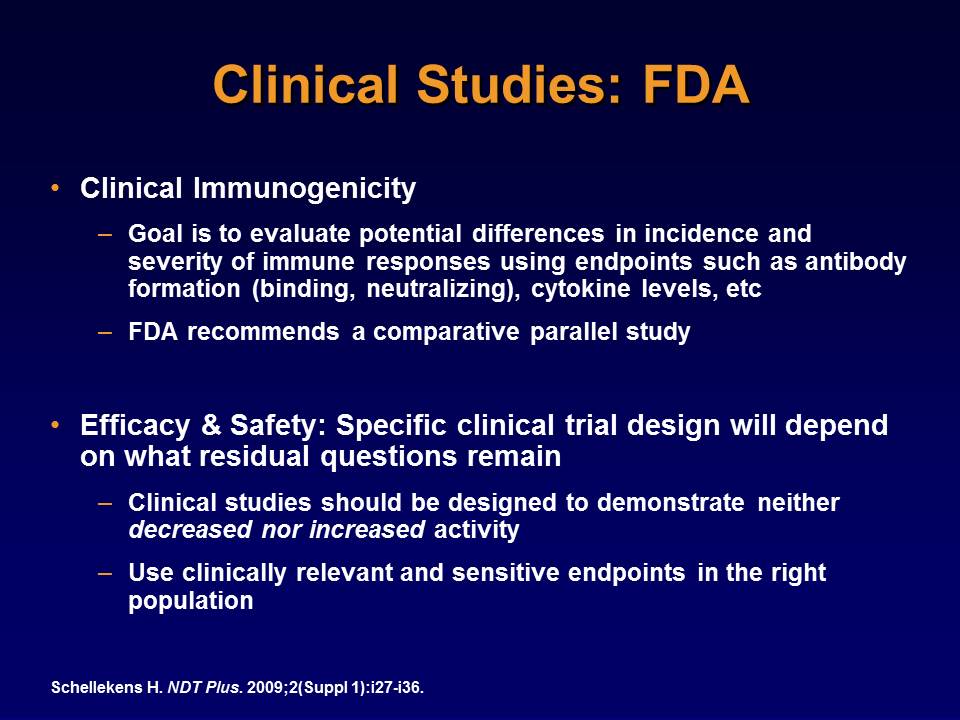 Clinical Studies: FDA
• Clinical Immunogenicity
– Goal is to evaluate potential differences in incidence and
severity of immune responses using endpoints such as antibody
formation (binding, neutralizing), cytokine levels, etc
– FDA recommends a comparative parallel study
• Efficacy & Safety: Specific clinical trial design will depend
on what residual questions remain
– Clinical studies should be designed to demonstrate neither
decreased nor increased activity
– Use clinically relevant and sensitive endpoints in the right
population
Schellekens H. NDT Plus. 2009;2(Suppl 1):i27-i36.